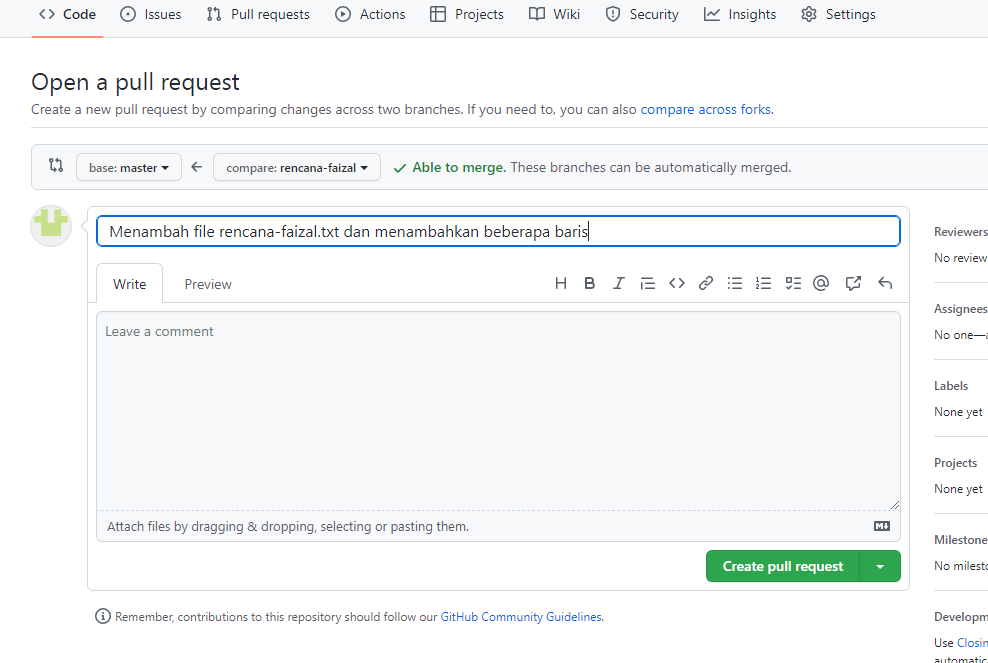 Code Issues Pull requests Actions Projects Wiki Security Insights Settings
Open a pull request
Create a new pull request by comparing changes across two branches. If you need to, you can also compare across forks.
base: master compare: rencana-faizal Able to merge. These branches can be automatically merged.
Menambah file rencana-faizal.txt dan menambahkan beberapa baris
Write Preview
Leave a comment
Attach files by dragging & dropping, selecting or pasting them.
Create pull request
Remember, contributions to this repository should follow our GitHub Community Guidelines.
Reviewers
No review
Assignees
No one—
Labels
None yet
Projects
None yet
Milestone
No milest
Developm
Use Closin
automatic